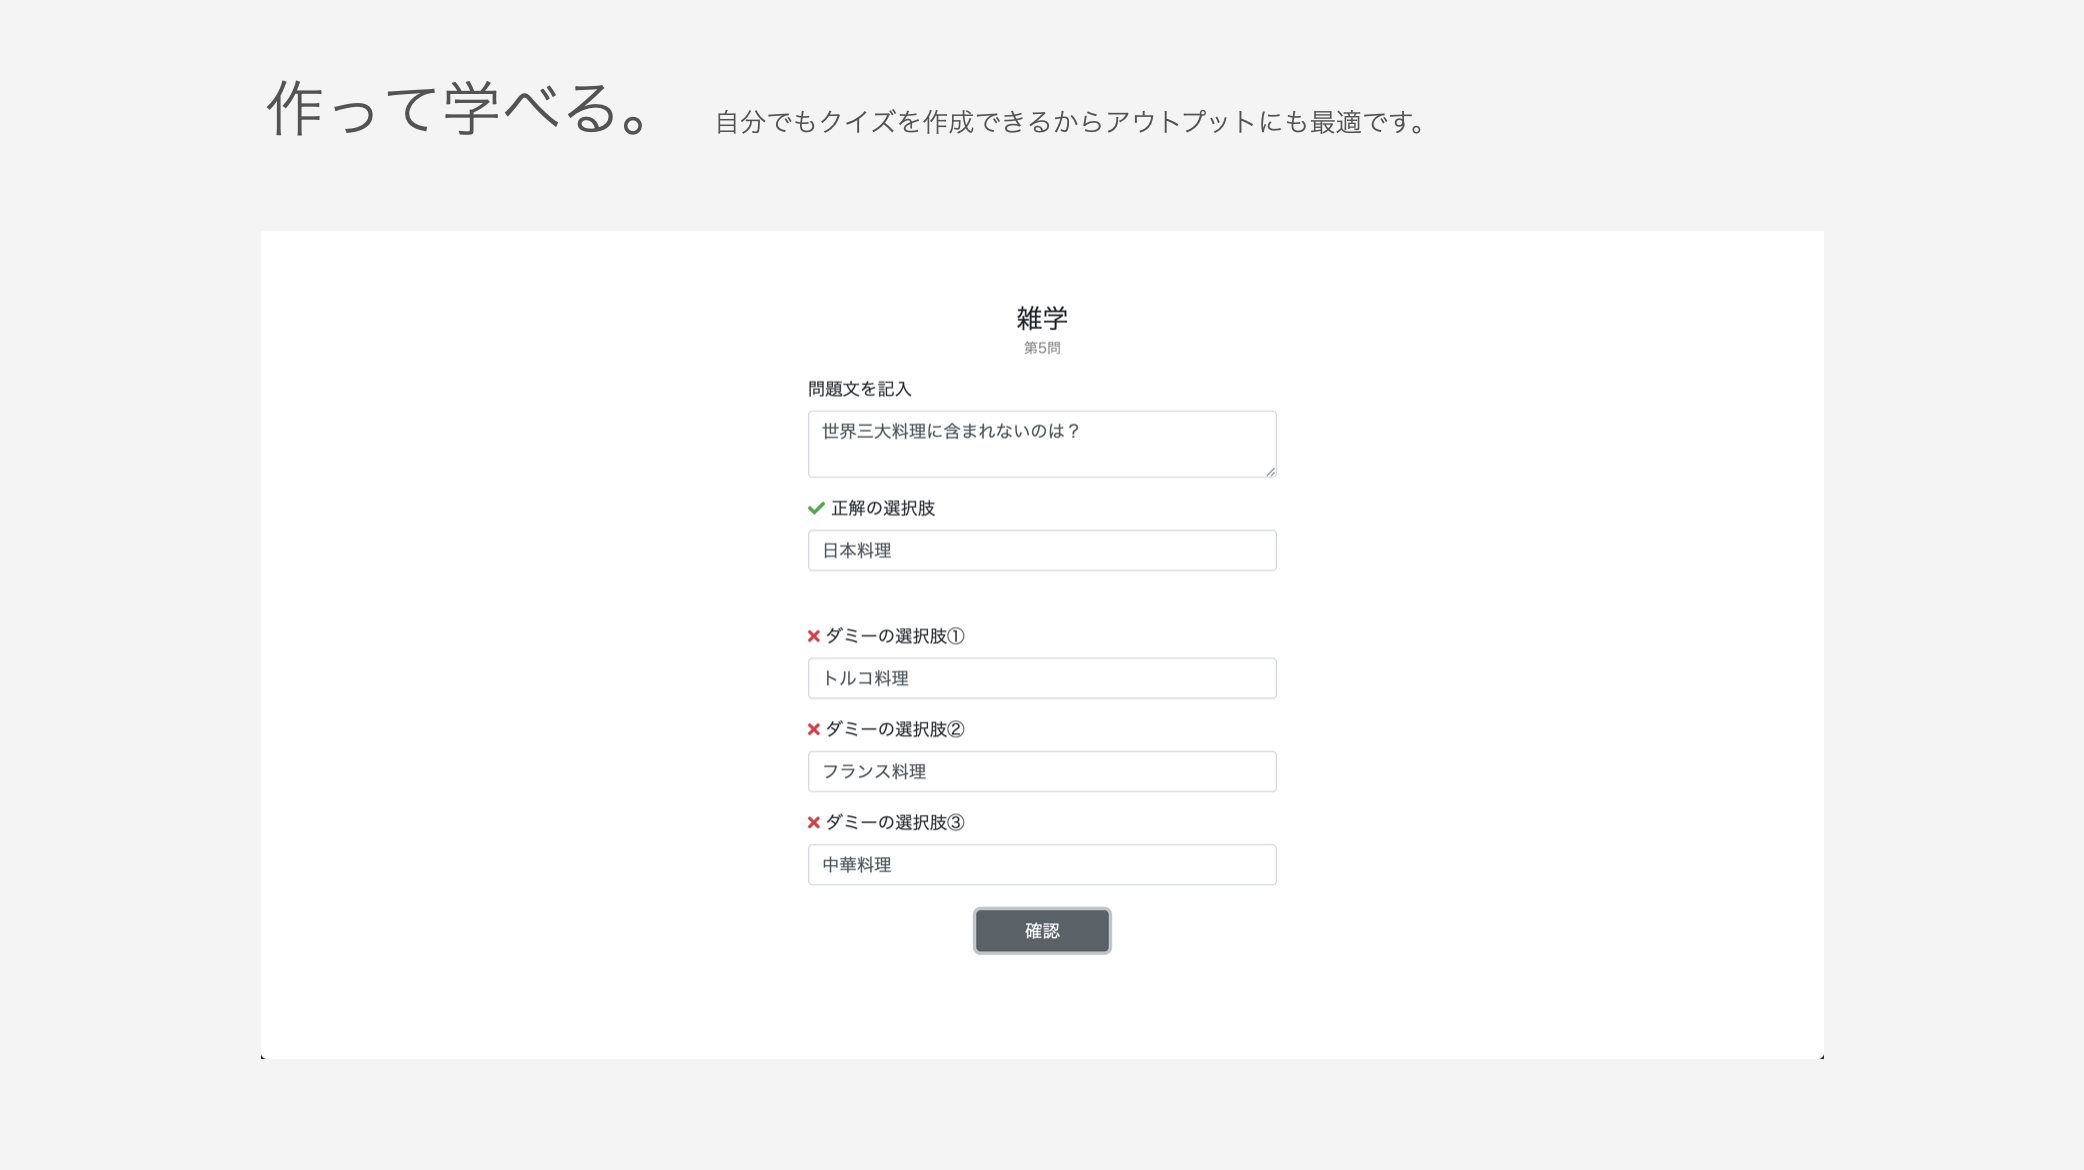 作って学べる。
自分でもクイズを作成できるからアウトプットにも最適です。
雑学
第5問
問題文を記入
世界三大料理に含まれないのは？
正解の選択肢
日本料理
ダミーの選択肢①
トルコ料理
ダミーの選択肢②
フランス料理
ダミーの選択肢③
中華料理
確認